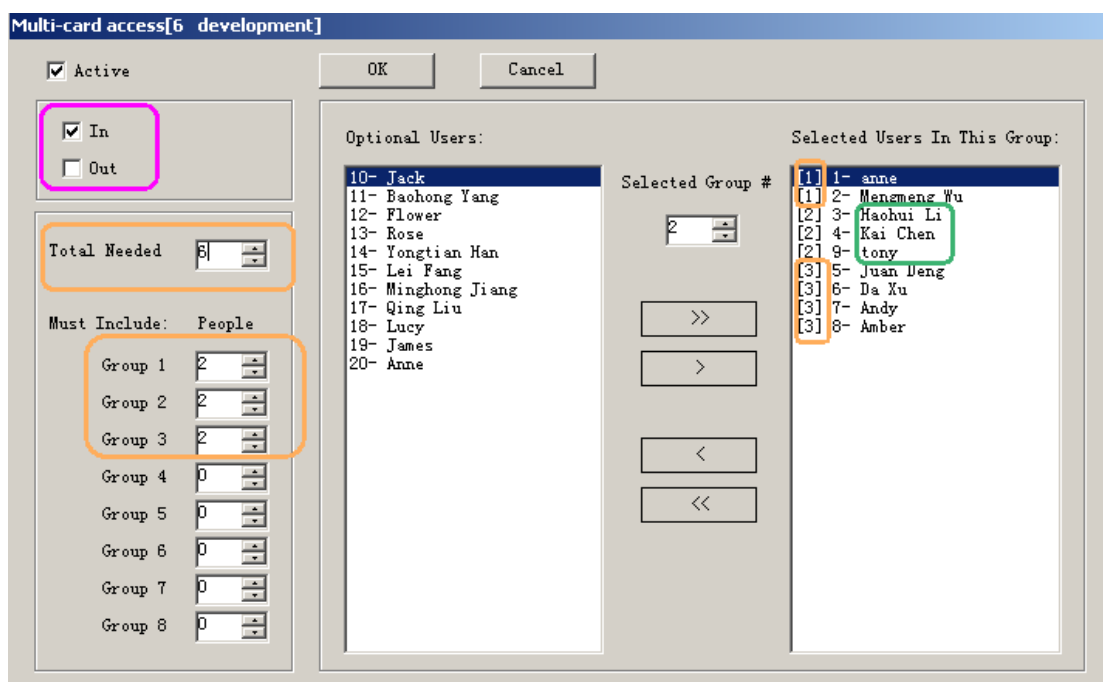 Multi-card access[6 development]
Active
OK
Cancel
In
Out
Total Needed 6
Must Include: People
Group 1 2
Group 2 2
Group 3 2
Group 4 0
Group 5 0
Group 6 0
Group 7 0
Group 8 0
Optional Users:
10- Jack
11- Baohong Yang
12- Flower
13- Rose
14- Yongtian Han
15- Lei Fang
16- Minghong Jiang
17- Qing Liu
18- Lucy
19- James
20- Anne
Selected Group #
2
>>
>
<
<<
Selected Users In This Group:
[1] 1- anne
[1] 2- Mengmeng Wu
[2] 3- Haohui Li
[2] 4- Kai Chen
[2] 9- tony
[3] 5- Juan Deng
[3] 6- Da Xu
[3] 7- Andy
[3] 8- Amber